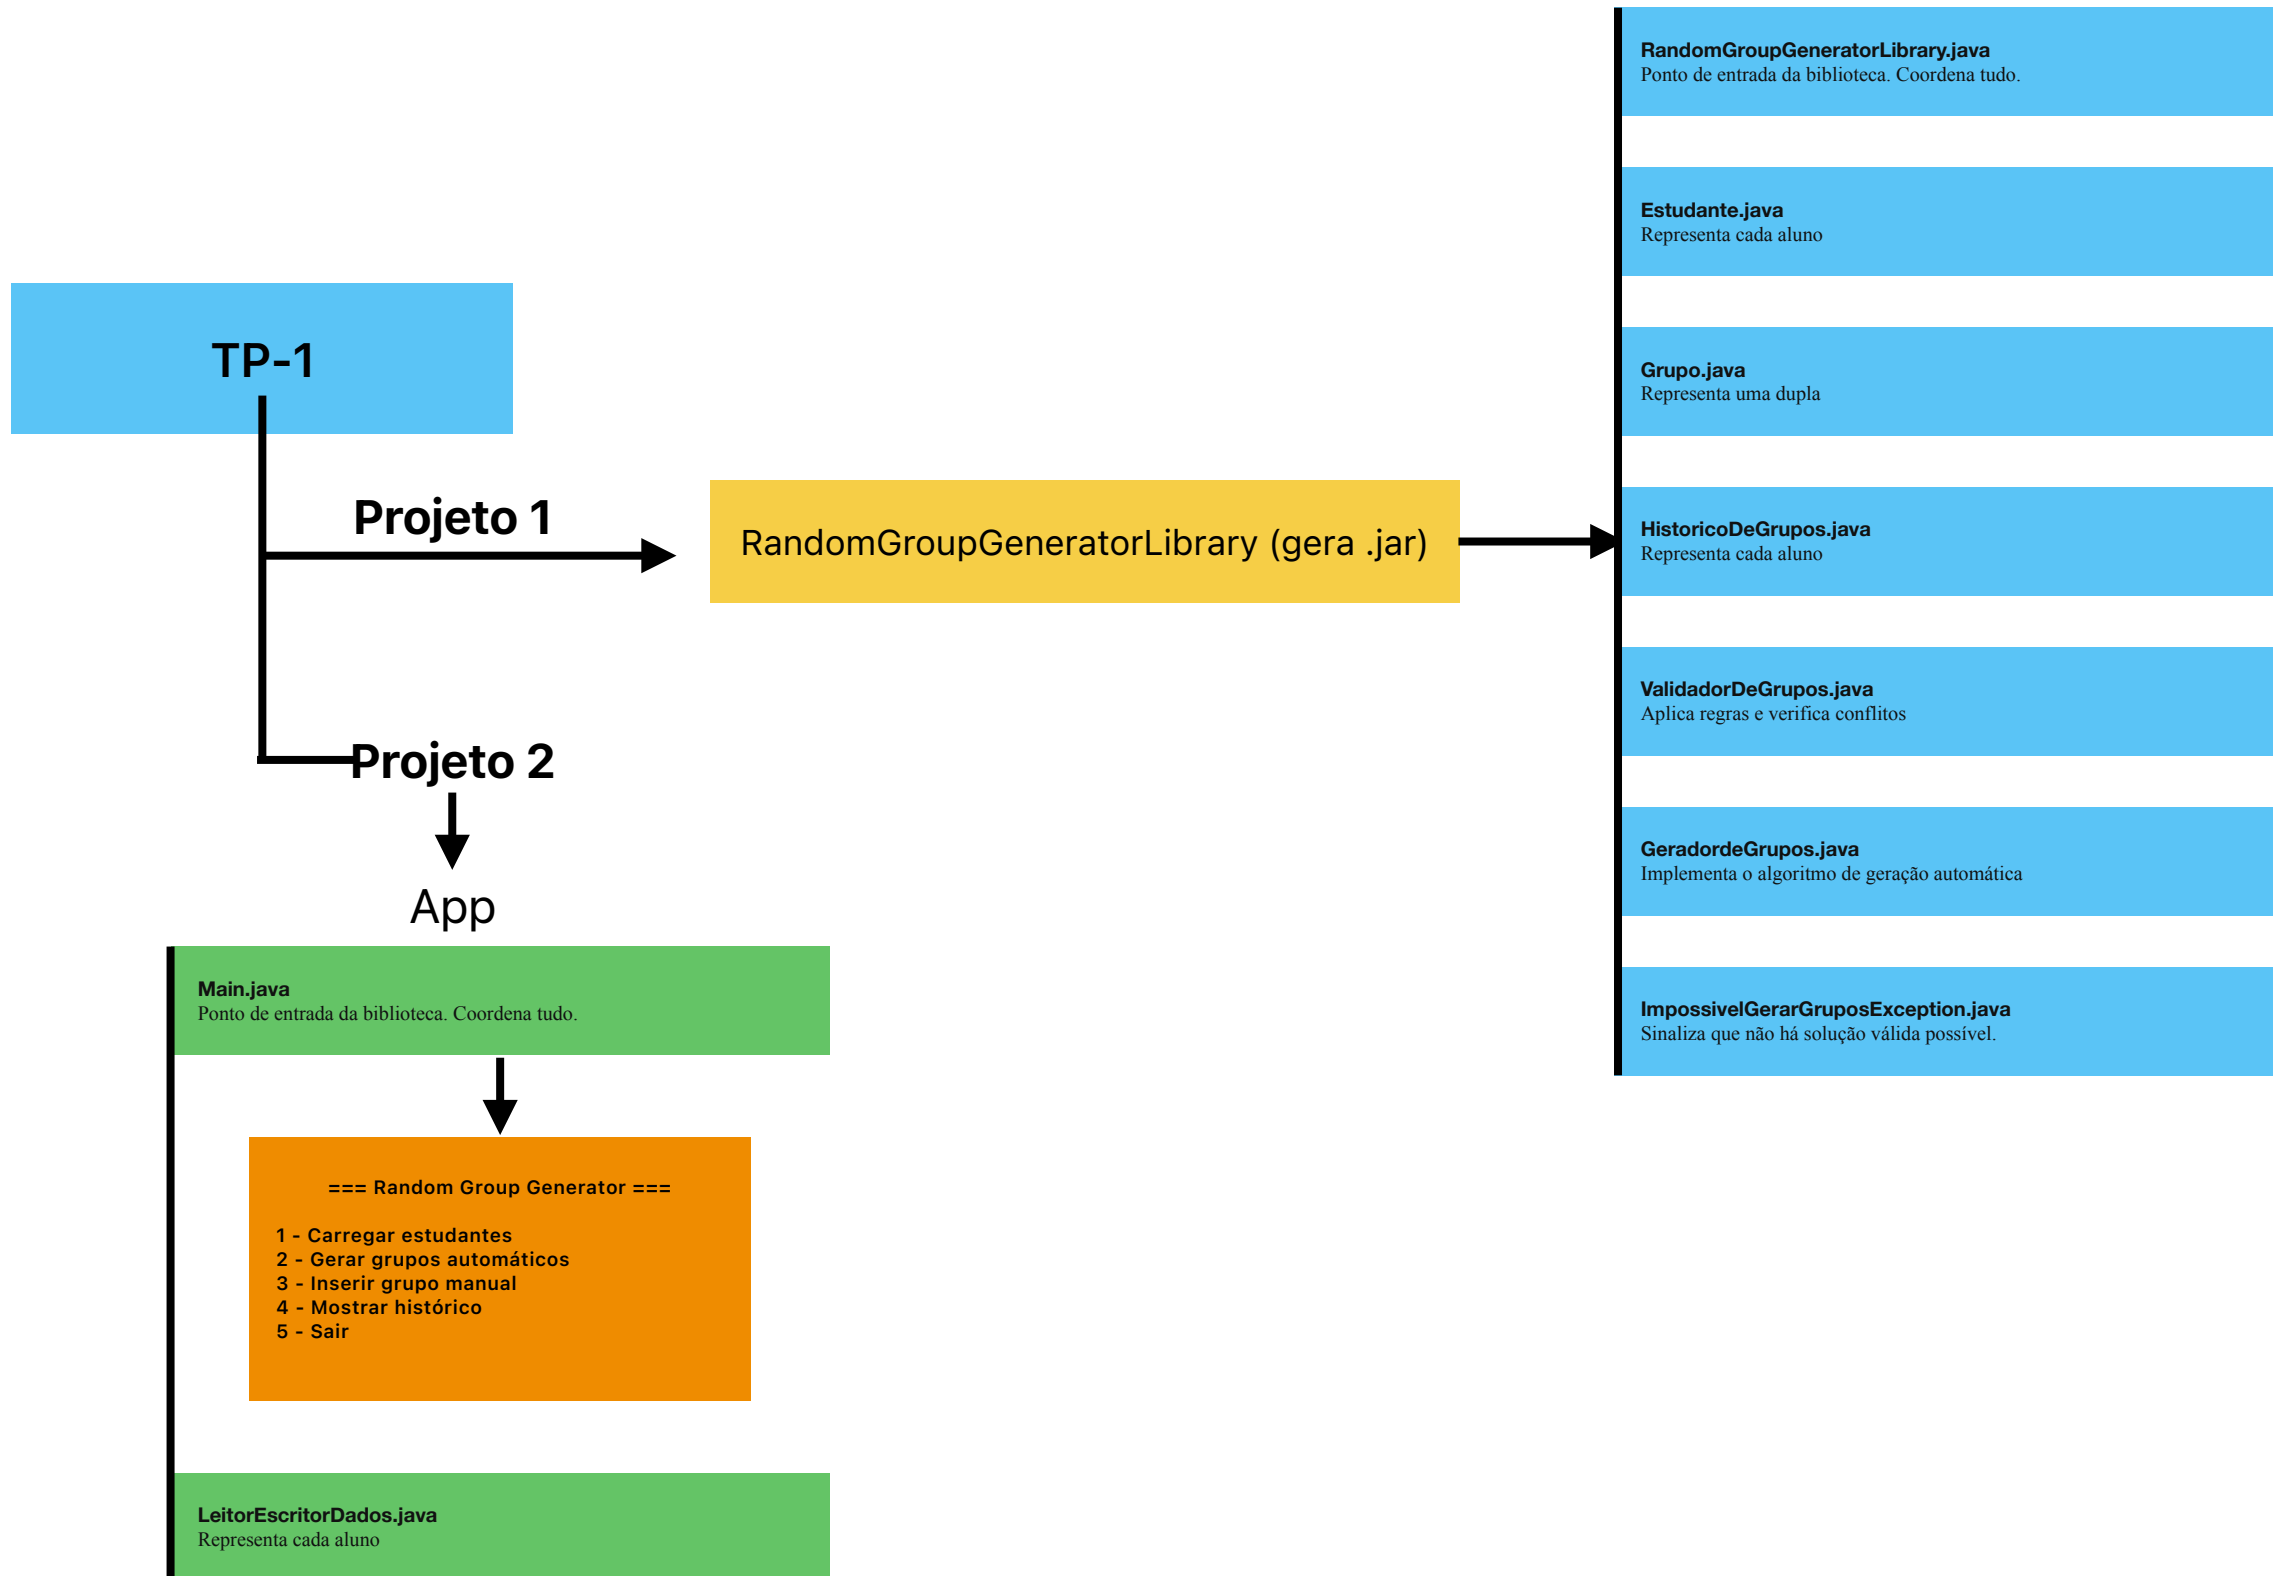 TP-1
Projeto 1
RandomGroupGeneratorLibrary (gera .jar)
RandomGroupGeneratorLibrary.java
Ponto de entrada da biblioteca. Coordena tudo.
Estudante.java
Representa cada aluno
Grupo.java
Representa uma dupla
HistoricoDeGrupos.java
Representa cada aluno
ValidadorDeGrupos.java
Aplica regras e verifica conflitos
GeradordeGrupos.java
Implementa o algoritmo de geração automática
ImpossivelGerarGruposException.java
Sinaliza que não há solução válida possível.
Projeto 2
App
Main.java
Ponto de entrada da biblioteca. Coordena tudo.
=== Random Group Generator ===
1 - Carregar estudantes
2 - Gerar grupos automáticos
3 - Inserir grupo manual
4 - Mostrar histórico
5 - Sair
LeitorEscritorDados.java
Representa cada aluno